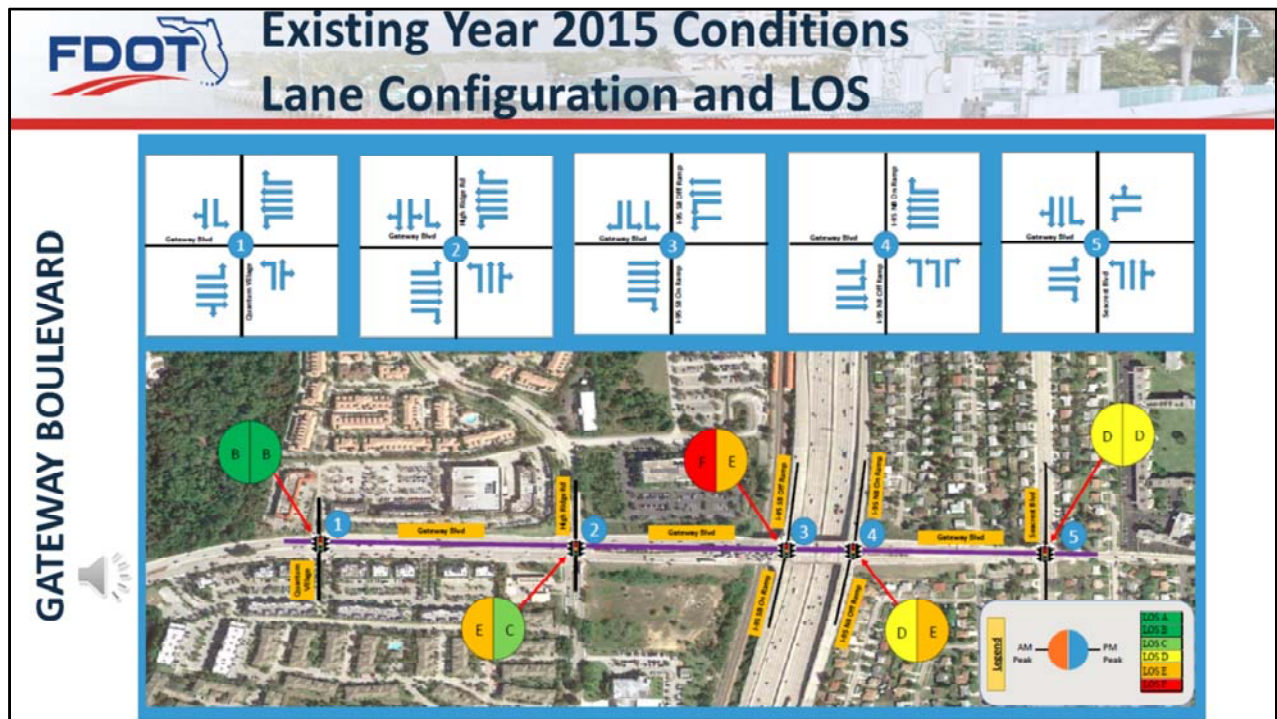 FDOT
Existing Year 2015 Conditions
Lane Configuration and LOS
GATEWAY BOULEVARD
Gateway Blvd
1
Quantum Village
High Ridge Rd
Gateway Blvd
2
I-95 SB Off Ramp
Gateway Blvd
3
I-95 SB On Ramp
I-95 NB On Ramp
Gateway Blvd
4
I-95 NB Off Ramp
Gateway Blvd
5
Seacrest Blvd
B B
F E
D D
High Ridge Rd
I-95 SB Off Ramp
I-95 NB On Ramp
Seacrest Blvd
1
Gateway Blvd
2
Gateway Blvd
3
4
Gateway Blvd
5
Quantum
Village
I-95 SB On Ramp
I-95 NB Off Ramp
E C
D E
Legend
AM
Peak
PM
Peak
LOS A
LOS B
LOS C
LOS D
LOS E
LOS F